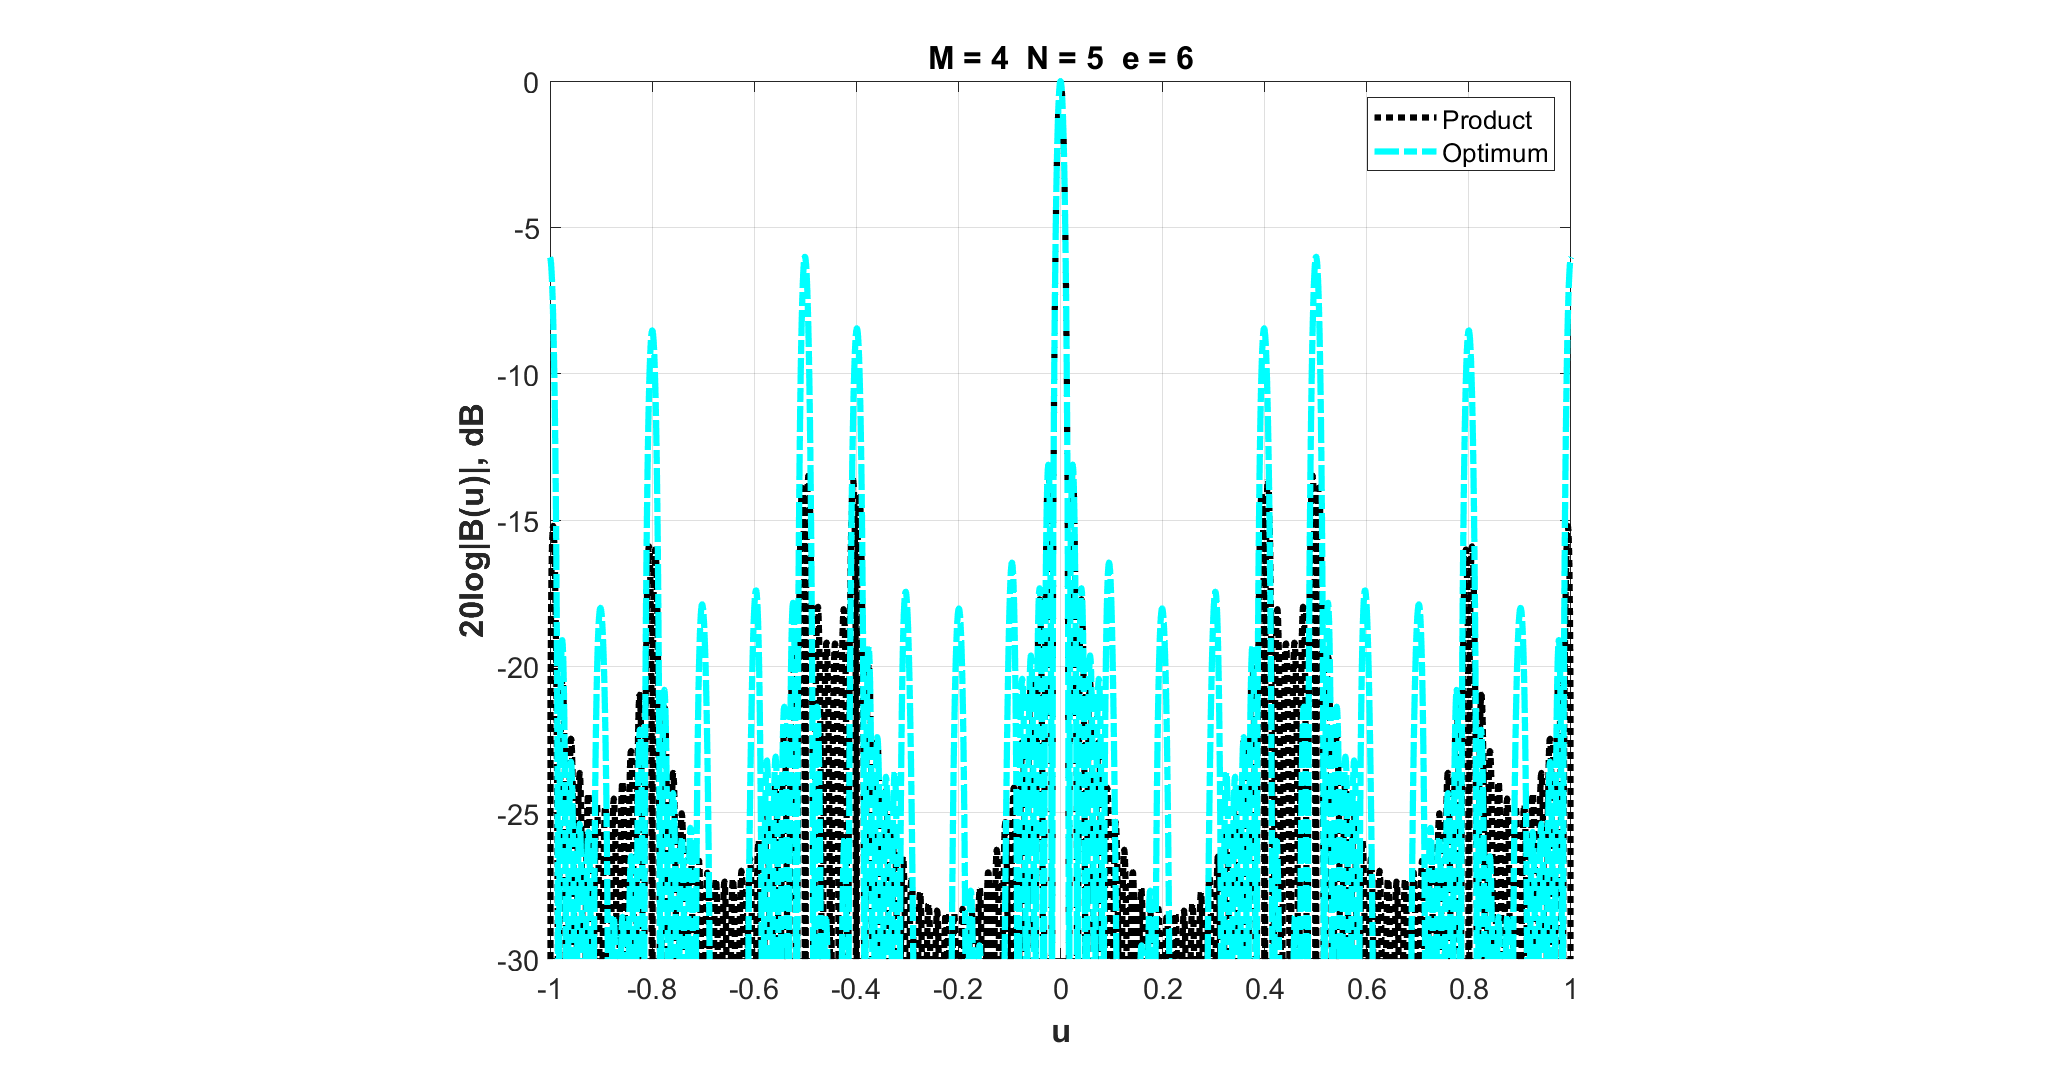 M = 4 N = 5 e = 6
Product
Optimum
20log|B(u)|, dB
0
-5
-10
-15
-20
-25
-30
-1 -0.8 -0.6 -0.4 -0.2 0 0.2 0.4 0.6 0.8 1
u